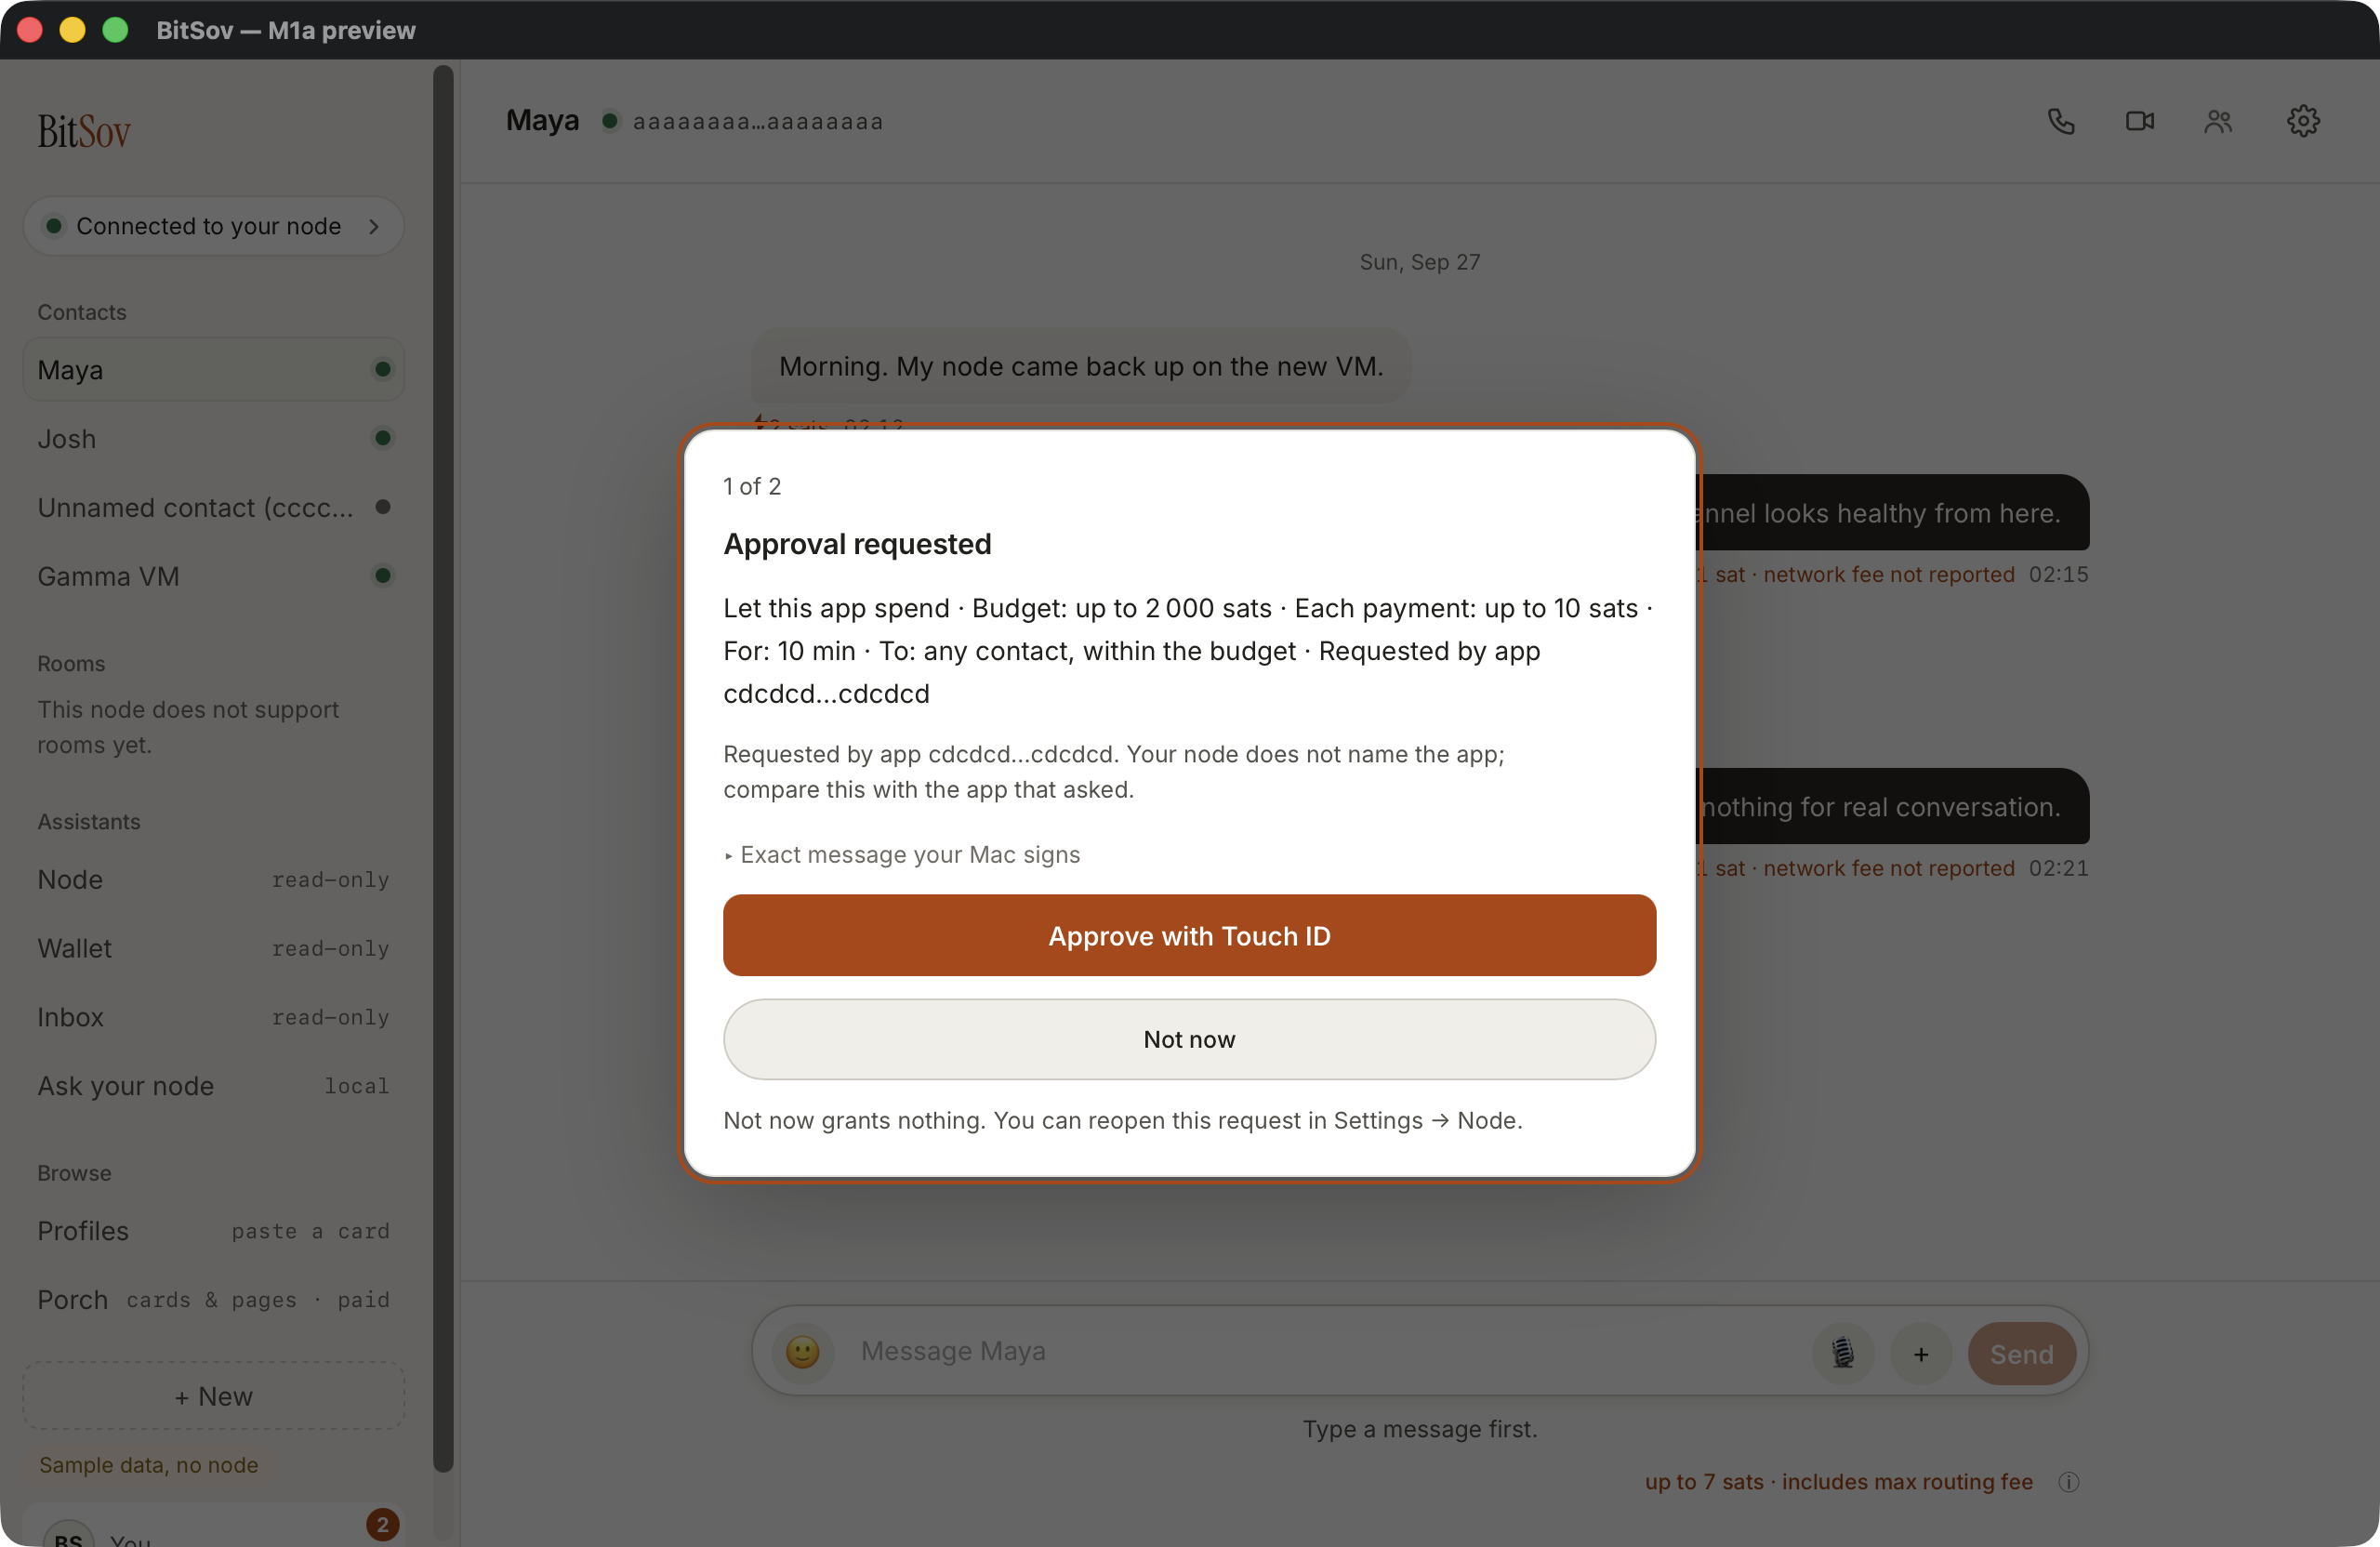 BitSov — M1a preview
BitSov
Connected to your node
Contacts
Maya
Josh
Unnamed contact (cccc…
Gamma VM
Rooms
This node does not support
rooms yet.
Assistants
Node read-only
Wallet read-only
Inbox read-only
Ask your node local
Browse
Profiles paste a card
Porch cards & pages · paid
+ New
Sample data, no node
BS You 2
Maya aaaaaaaa…aaaaaaaa
Sun, Sep 27
Morning. My node came back up on the new VM.
looks healthy from here.
sat · network fee not reported 02:15
nothing for real conversation.
sat · network fee not reported 02:21
1 of 2
Approval requested
Let this app spend · Budget: up to 2 000 sats · Each payment: up to 10 sats ·
For: 10 min · To: any contact, within the budget · Requested by app
cdcdcd…cdcdcd
Requested by app cdcdcd…cdcdcd. Your node does not name the app;
compare this with the app that asked.
▸ Exact message your Mac signs
Approve with Touch ID
Not now
Not now grants nothing. You can reopen this request in Settings → Node.
Message Maya
+
Send
Type a message first.
up to 7 sats · includes max routing fee ⓘ